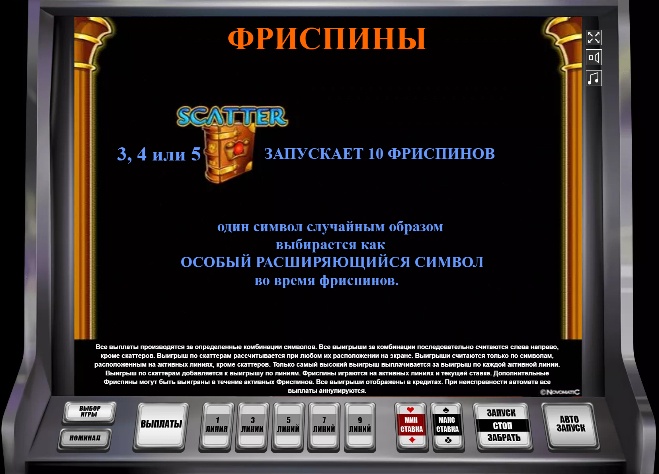 ФРИСПИНЫ
SCATTER
3, 4 или 5 ЗАПУСКАЕТ 10 ФРИСПИНОВ
один символ случайным образом
выбирается как
ОСОБЫЙ РАСШИРЯЮЩИЙСЯ СИМВОЛ
во время фриспинов.
Все выплаты производятся за определенные комбинации символов. Все выигрыши за комбинации последовательно считаются слева направо,
кроме скаттеров. Выигрыш по скаттерам рассчитывается при любом их расположении на экране. Выигрыши считаются только по символам,
расположенным на активных линиях, кроме скаттеров. Только самый высокий выигрыш выплачивается за выигрыш по каждой активной линии.
Выигрыш по скаттерам добавляется к выигрышу по линиям. Фриспины играются на активных линиях и текущей ставке. Дополнительные
Фриспины могут быть выиграны в течение активных Фриспинов. Все выигрыши отображены в кредитах. При неисправности автомате все
выплаты аннулируются.
©NOVOMATIC
ВЫБОР
ИГРЫ
НОМИНАЛ
ВЫПЛАТЫ
1
ЛИНИЯ
3
ЛИНИИ
5
ЛИНИЙ
7
ЛИНИЙ
9
ЛИНИЙ
МИН
СТАВКА
МАКС
СТАВКА
ЗАПУСК
СТОП
ЗАБРАТЬ
АВТО
ЗАПУСК